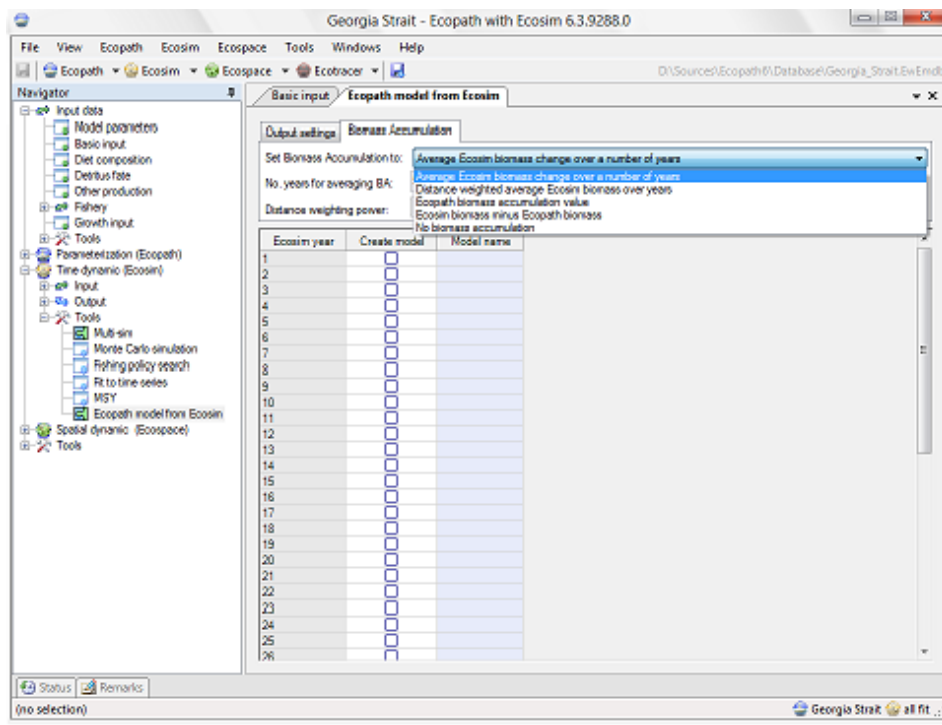 Georgia Strait - Ecopath with Ecosim 6.3.9288.0
File View Ecopath Ecosim Ecospace Tools Windows Help
Ecopath Ecosim Ecospace Ecotracer D:\Sources\Ecopath6\Database\Georgia_Strait.EwEmdb
Navigator
Input data
Model parameters
Basic input
Diet composition
Detritus fate
Other production
Fishery
Growth input
Tools
Parameterization (Ecopath)
Time dynamic (Ecosim)
Input
Output
Tools
Multi-sim
Monte Carlo simulation
Fishing policy search
Fit to time series
MSY
Ecopath model from Ecosim
Spatial dynamic (Ecospace)
Tools
Basic input Ecopath model from Ecosim
Output settings Biomass Accumulation
Set Biomass Accumulation to: Average Ecosim biomass change over a number of years
Average Ecosim biomass change over a number of years
No. years for averaging BA:
Distance weighted average Ecosim biomass over years
Ecopath biomass accumulation value
Distance weighting power:
Ecosim biomass minus Ecopath biomass
No biomass accumulation
Ecosim year Create model Model name
1
2
3
4
5
6
7
8
9
10
11
12
13
14
15
16
17
18
19
20
21
22
23
24
25
26
Status Remarks
(no selection) Georgia Strait all fit